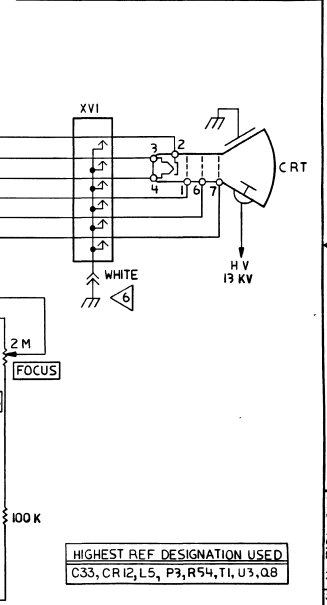 XV1
3 2
CRT
4 1 6 7
HV
13 KV
WHITE
6
2M
FOCUS
100K
HIGHEST REF DESIGNATION USED
C33, CR12, L5, P3, R54, T1, U3, Q8